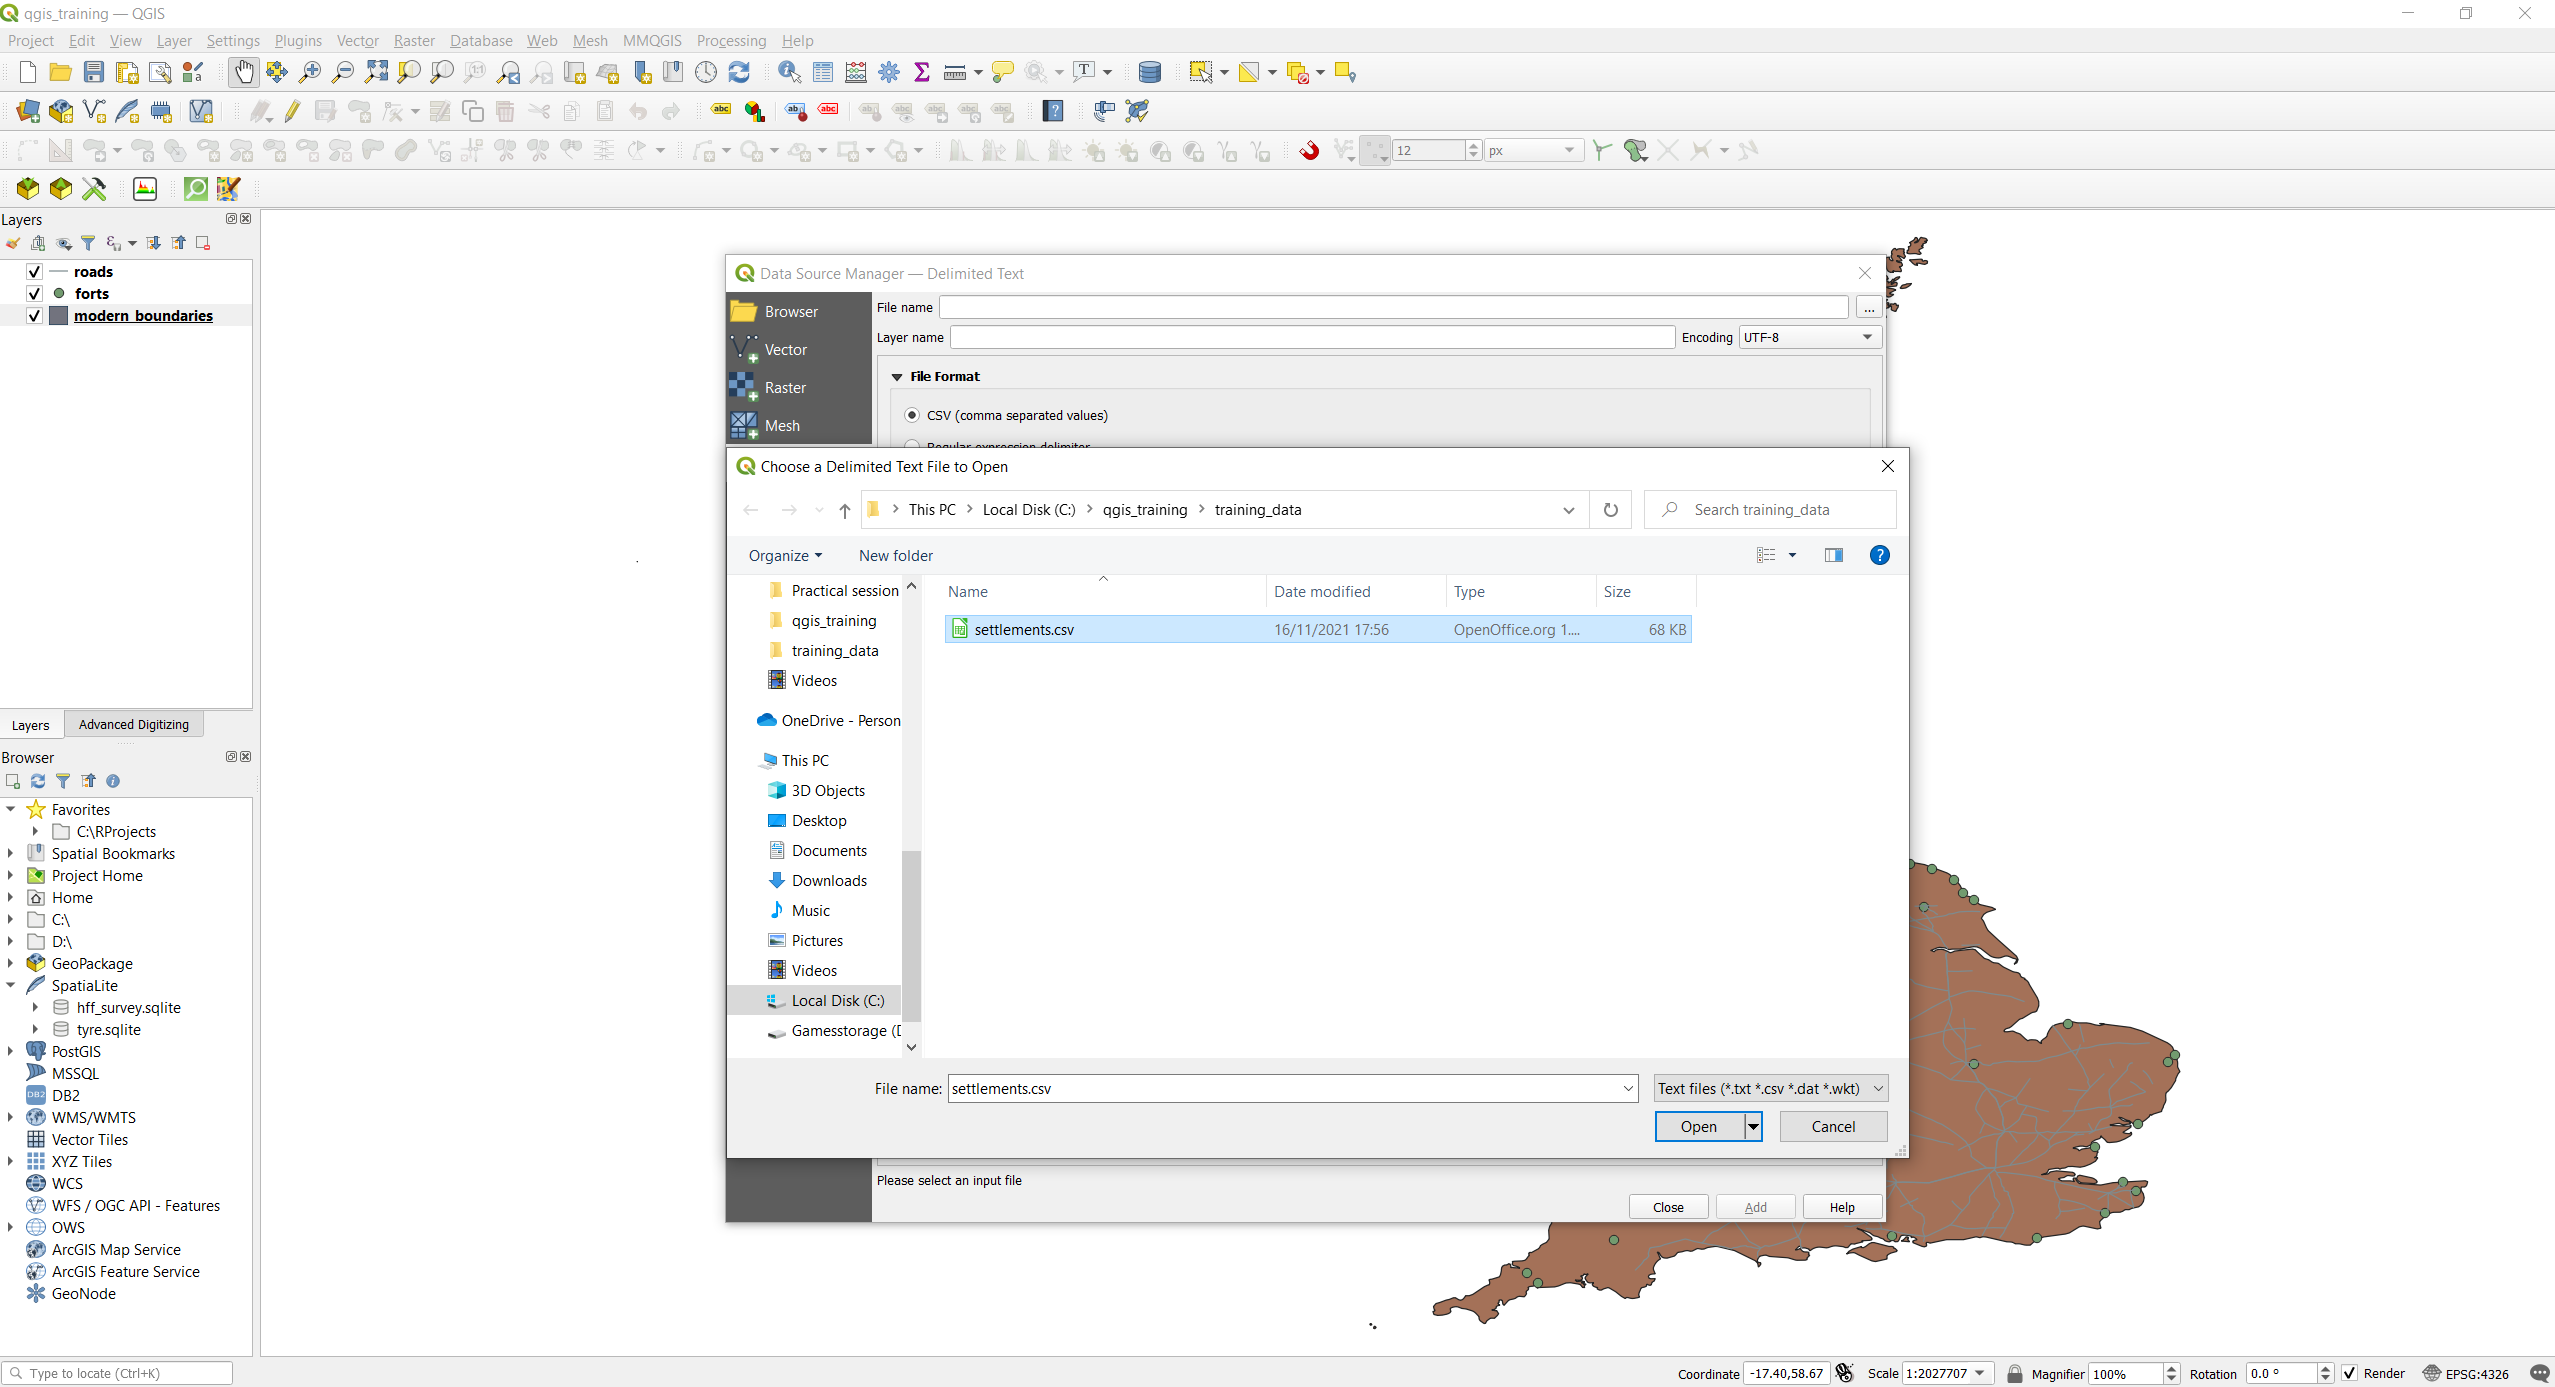 qgis_training — QGIS
Project Edit View Layer Settings Plugins Vector Raster Database Web Mesh MMQGIS Processing Help
12 px
Layers
roads
forts
modern_boundaries
Layers Advanced Digitizing
Browser
Favorites
C:\RProjects
Spatial Bookmarks
Project Home
Home
C:\
D:\
GeoPackage
SpatiaLite
hff_survey.sqlite
tyre.sqlite
PostGIS
MSSQL
DB2
WMS/WMTS
Vector Tiles
XYZ Tiles
WCS
WFS / OGC API - Features
OWS
ArcGIS Map Service
ArcGIS Feature Service
GeoNode
Data Source Manager — Delimited Text
Browser
Vector
Raster
Mesh
File name ...
Layer name Encoding UTF-8
File Format
CSV (comma separated values)
Regular expression delimiter
Choose a Delimited Text File to Open
This PC > Local Disk (C:) > qgis_training > training_data
Search training_data
Organize New folder
Practical session
qgis_training
training_data
Videos
OneDrive - Person
This PC
3D Objects
Desktop
Documents
Downloads
Music
Pictures
Videos
Local Disk (C:)
Gamesstorage (D
Name Date modified Type Size
settlements.csv 16/11/2021 17:56 OpenOffice.org 1.... 68 KB
File name: settlements.csv Text files (*.txt *.csv *.dat *.wkt)
Open Cancel
Please select an input file
Close Add Help
Type to locate (Ctrl+K) Coordinate -17.40,58.67 Scale 1:2027707 Magnifier 100% Rotation 0.0 ° Render EPSG:4326